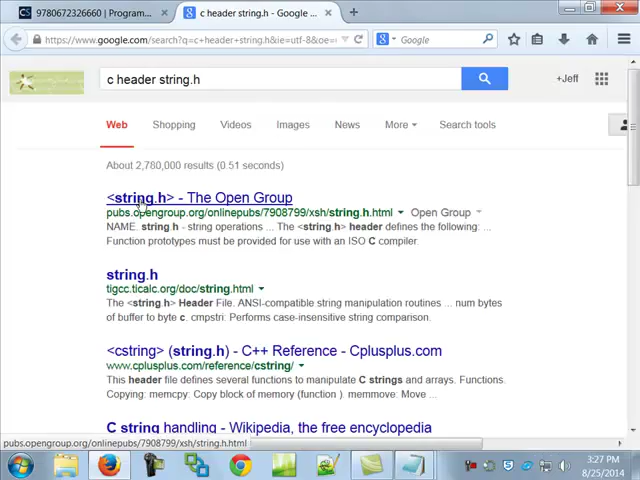 9780672326660 | Program...
c header string.h - Google ...
https://www.google.com/search?q=c+header+string.h&ie=utf-8&oe=
Google
c header string.h
+Jeff
Web Shopping Videos Images News More Search tools
About 2,780,000 results (0.51 seconds)
<string.h> - The Open Group
pubs.opengroup.org/onlinepubs/7908799/xsh/string.h.html Open Group
NAME. string.h - string operations ... The <string.h> header defines the following: ...
Function prototypes must be provided for use with an ISO C compiler.
string.h
tigcc.ticalc.org/doc/string.html
The <string.h> Header File. ANSI-compatible string manipulation routines ... num bytes
of buffer to byte c. cmpstri: Performs case-insensitive string comparison.
<cstring> (string.h) - C++ Reference - Cplusplus.com
www.cplusplus.com/reference/cstring/
This header file defines several functions to manipulate C strings and arrays. Functions.
Copying: memcpy: Copy block of memory (function ). memmove: Move ...
C string handling - Wikipedia, the free encyclopedia
pubs.opengroup.org/onlinepubs/7908799/xsh/string.h.html
3:27 PM
8/25/2014